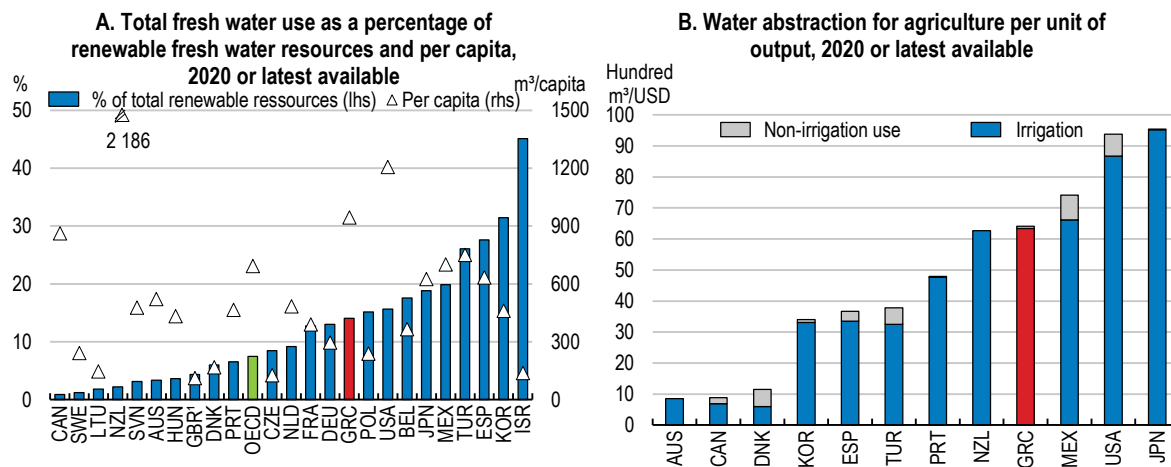 A. Total fresh water use as a percentage of
renewable fresh water resources and per capita,
2020 or latest available
%
m³/capita
% of total renewable ressources (lhs)
Per capita (rhs)
50
40
30
20
10
0
1500
1200
900
600
300
0
2 186
CAN
SWE
LTU
NZL
SVN
AUS
HUN
GBR¹
DNK
PRT
OECD
CZE
NLD
FRA
DEU
GRC
POL
USA
BEL
JPN
MEX
TUR
ESP
KOR
ISR
B. Water abstraction for agriculture per unit of
output, 2020 or latest available
Hundred
m³/USD
Non-irrigation use
Irrigation
100
90
80
70
60
50
40
30
20
10
0
AUS
CAN
DNK
KOR
ESP
TUR
PRT
NZL
GRC
MEX
USA
JPN